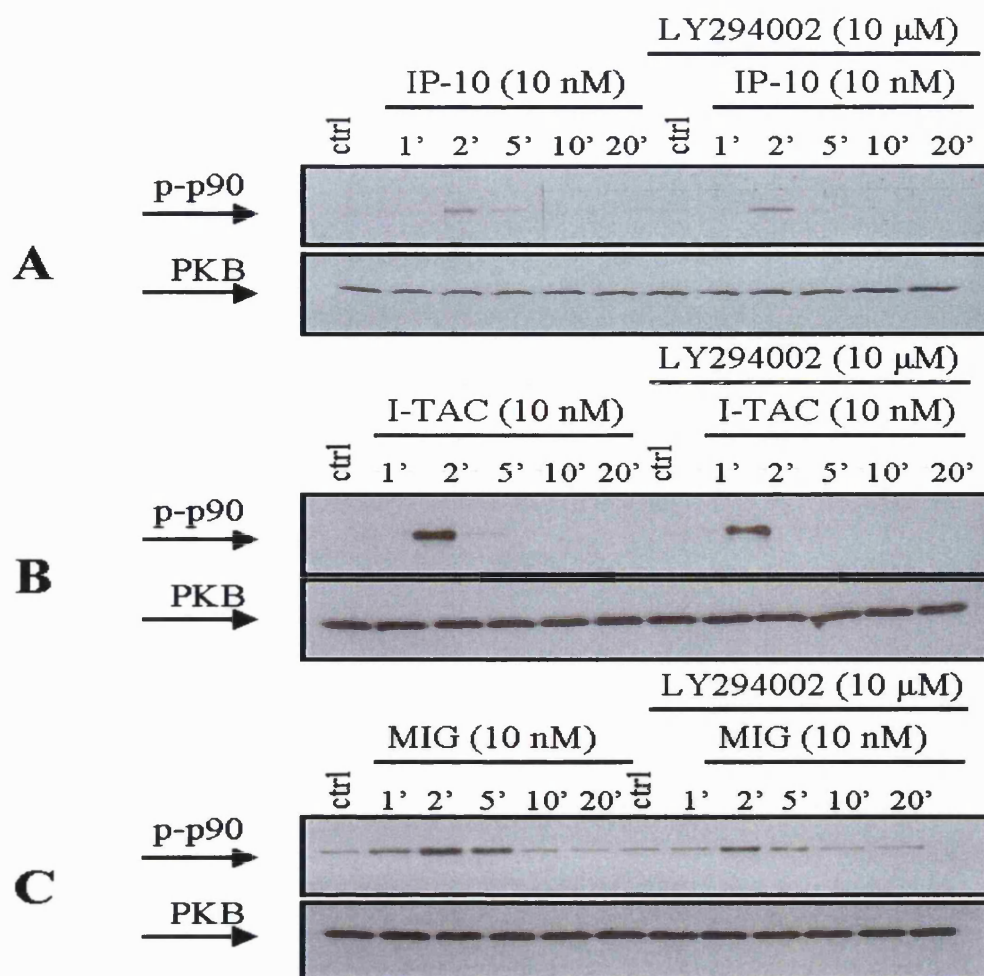 LY294002 (10 µM)
IP-10 (10 nM) IP-10 (10 nM)
ctrl 1’ 2’ 5’ 10’ 20’ ctrl 1’ 2’ 5’ 10’ 20’
p-p90
A
PKB
LY294002 (10 µM)
I-TAC (10 nM) I-TAC (10 nM)
ctrl 1’ 2’ 5’ 10’ 20’ ctrl 1’ 2’ 5’ 10’ 20’
p-p90
B
PKB
LY294002 (10 µM)
MIG (10 nM) MIG (10 nM)
ctrl 1’ 2’ 5’ 10’ 20’ ctrl 1’ 2’ 5’ 10’ 20’
p-p90
C
PKB